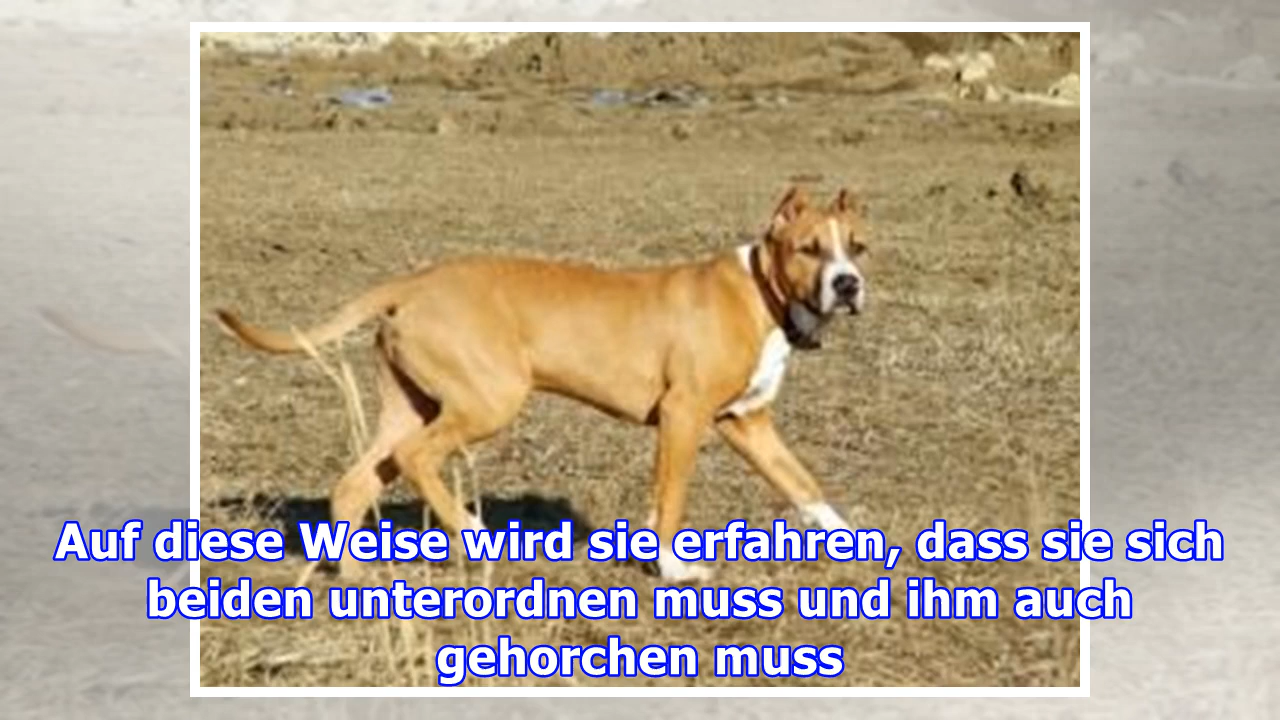 Auf diese Weise wird sie erfahren, dass sie sich
beiden unterordnen muss und ihm auch
gehorchen muss